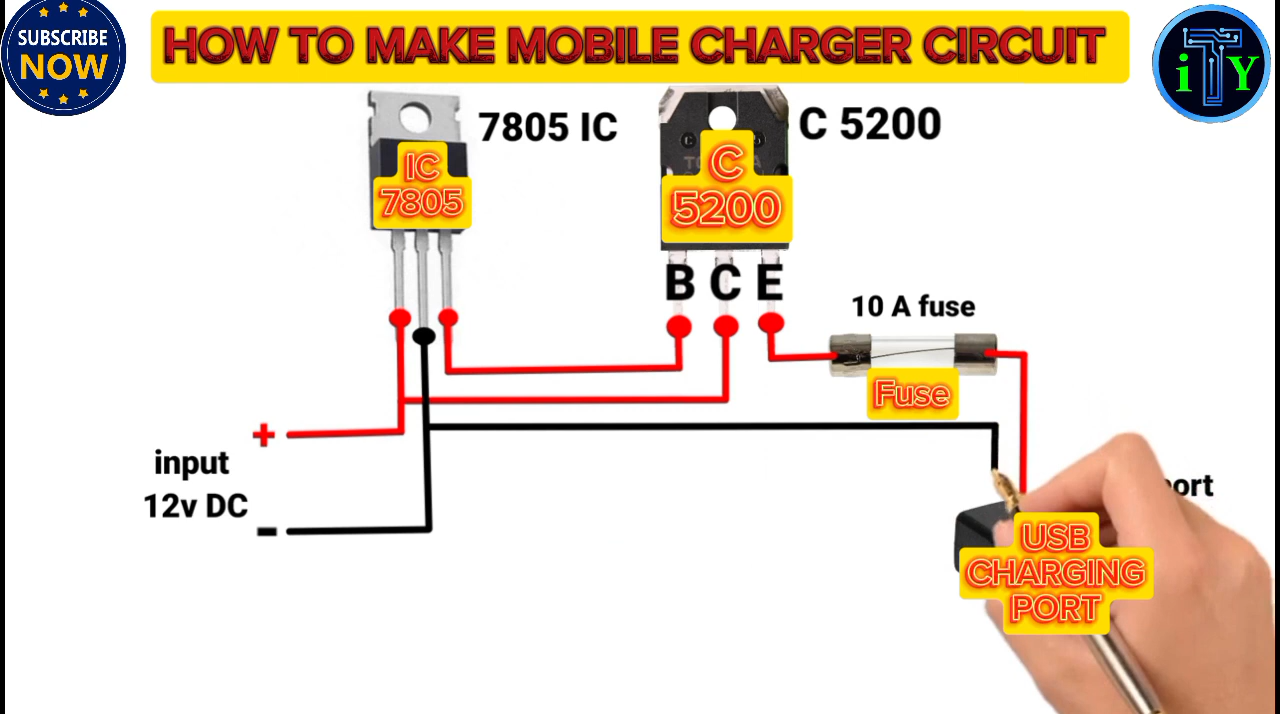 SUBSCRIBE
NOW
HOW TO MAKE MOBILE CHARGER CIRCUIT
iTY
7805 IC
C 5200
IC
7805
C
5200
B C E
10 A fuse
Fuse
+
input
12v DC
-
port
USB
CHARGING
PORT